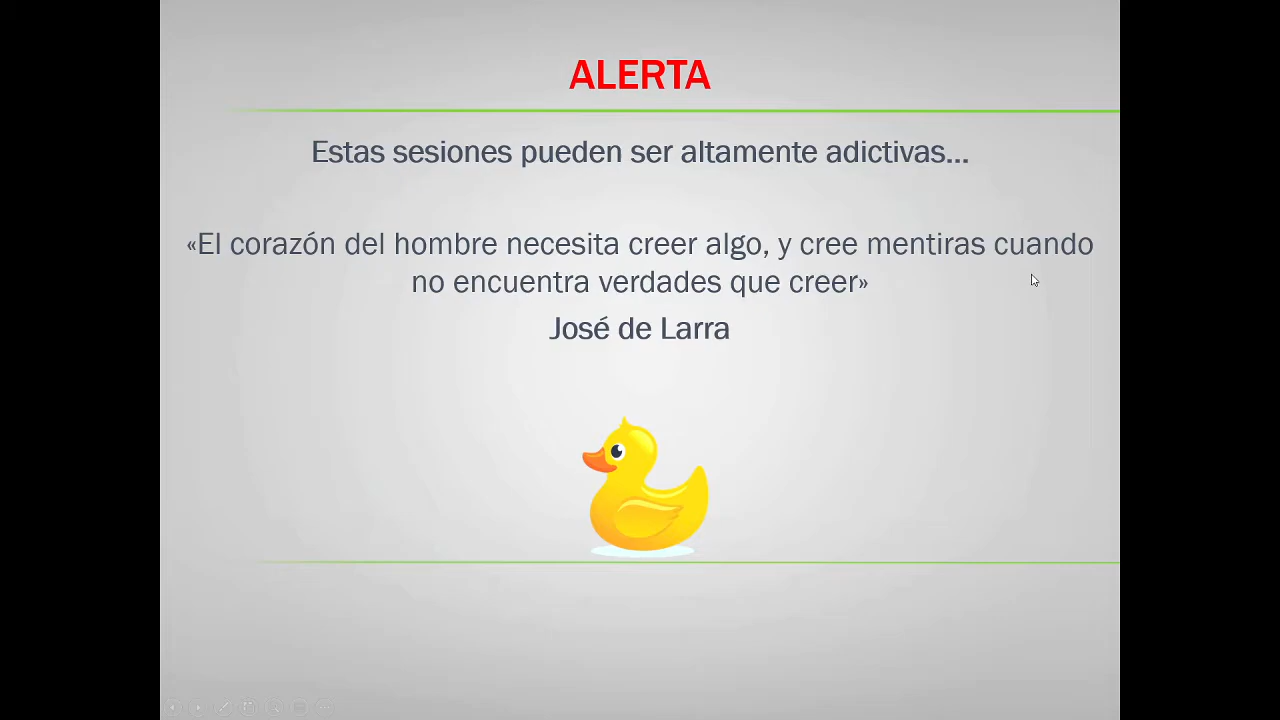 ALERTA
Estas sesiones pueden ser altamente adictivas...
«El corazón del hombre necesita creer algo, y cree mentiras cuando
no encuentra verdades que creer»
José de Larra